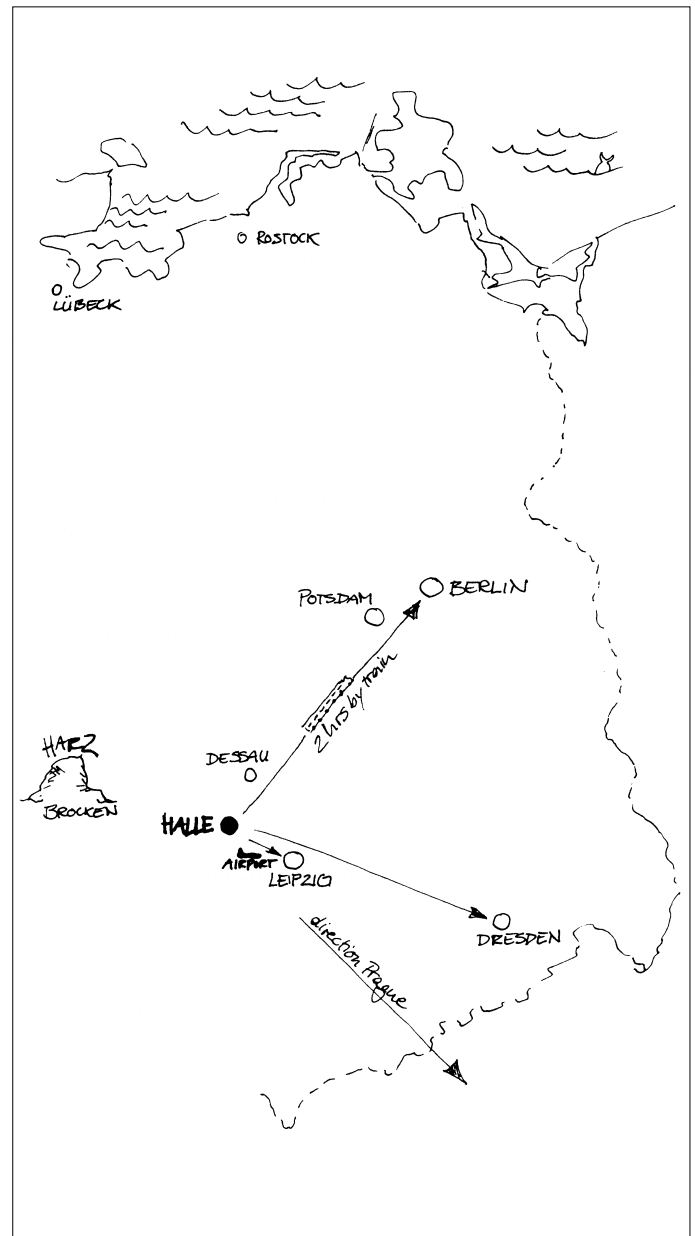 ROSTOCK
LÜBECK
BERLIN
POTSDAM
2 hrs by train
HARZ
DESSAU
BROCKEN
HALLE
AIRPORT
LEIPZIG
DRESDEN
direction Prague